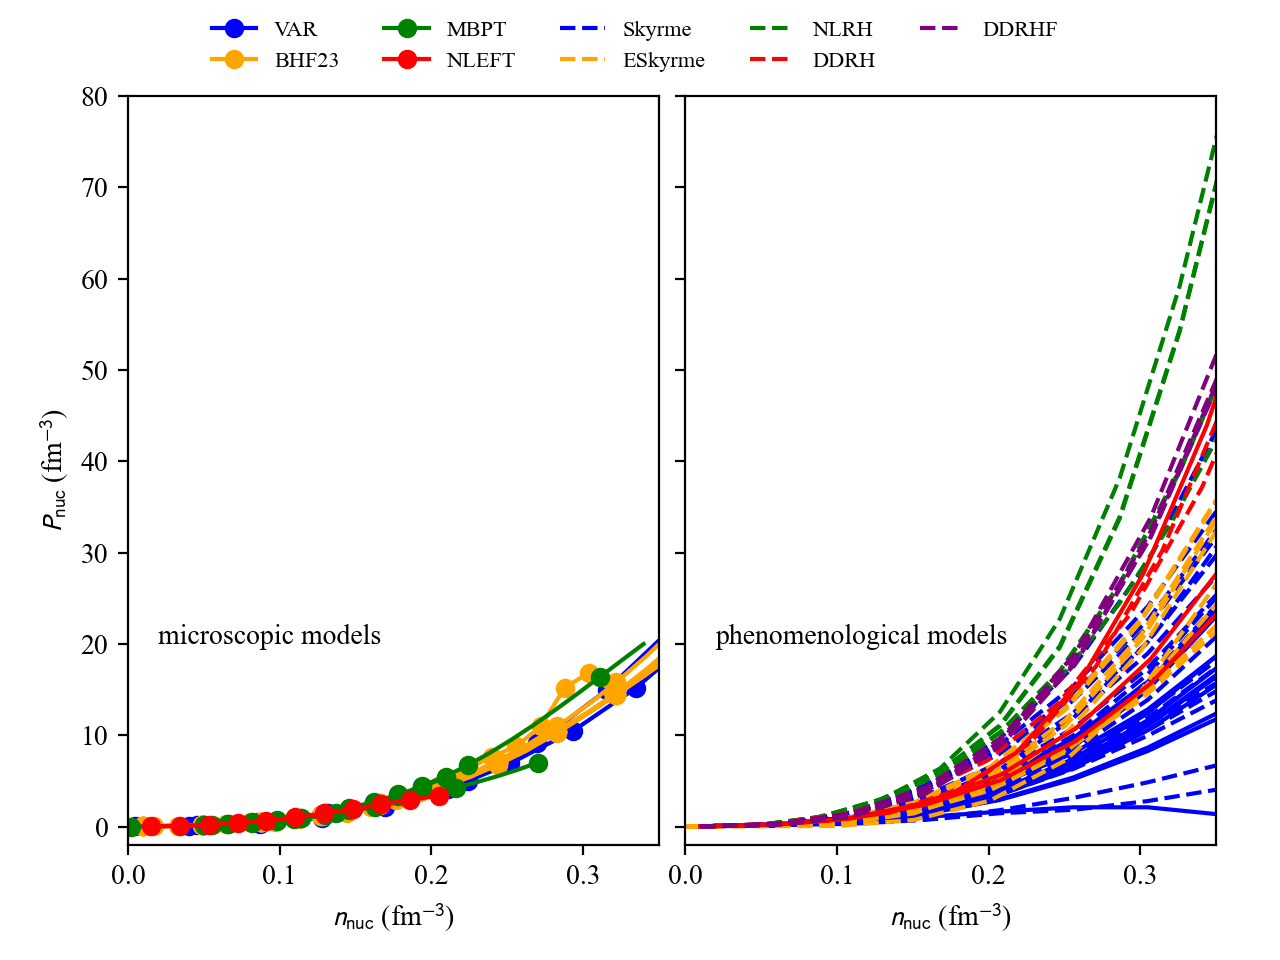 VAR MBPT Skyrme NLRH DDRHF
BHF23 NLEFT ESkyrme DDRH
80
70
60
50
40
30
20
10
0
P_nuc (fm⁻³)
microscopic models
phenomenological models
0.0 0.1 0.2 0.3
0.0 0.1 0.2 0.3
n_nuc (fm⁻³)
n_nuc (fm⁻³)